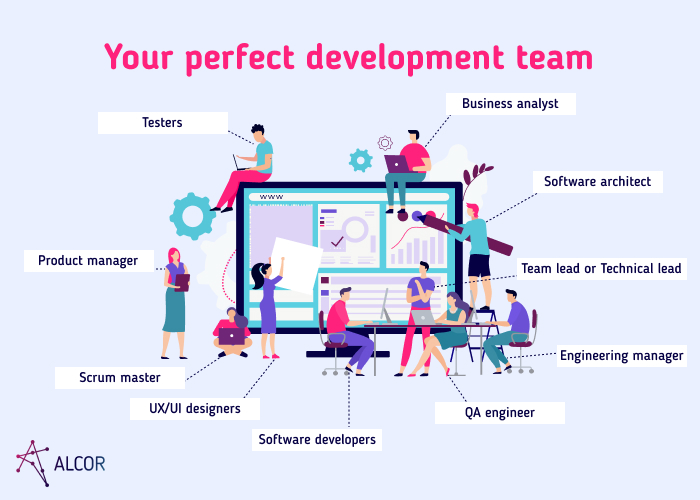 Your perfect development team
Business analyst
Testers
Software architect
WWW
Product manager
Team lead or Technical lead
Engineering manager
Scrum master
UX/UI designers
QA engineer
Software developers
ALCOR